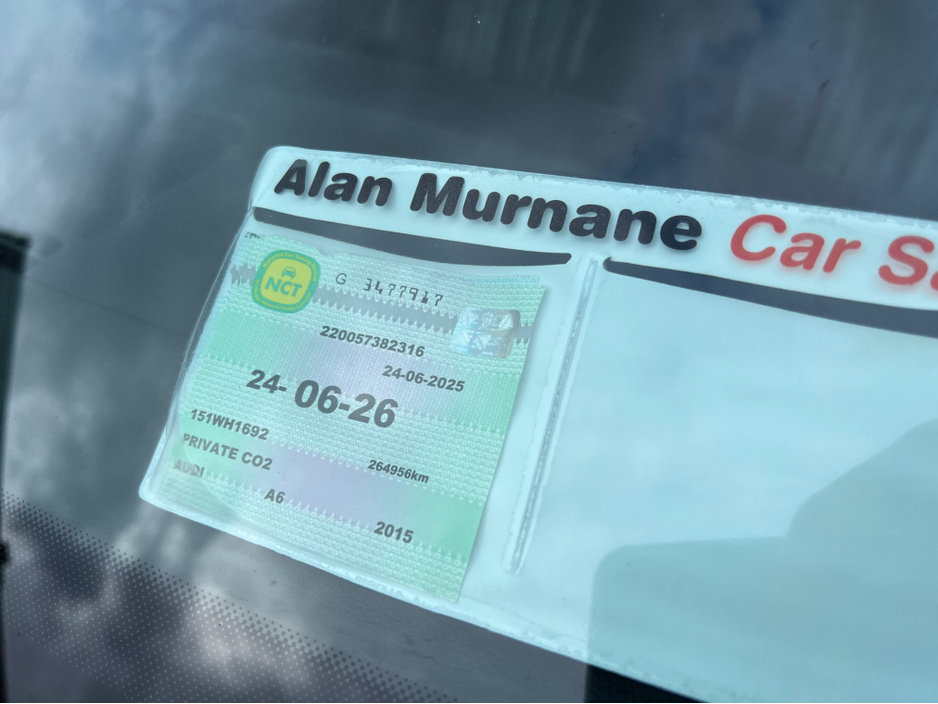 Alan Murnane Car
NCT
G 3477917
220057382316
24-06-2025
24-06-26
151WH1692
PRIVATE CO2
264956km
AUDI
A6
2015